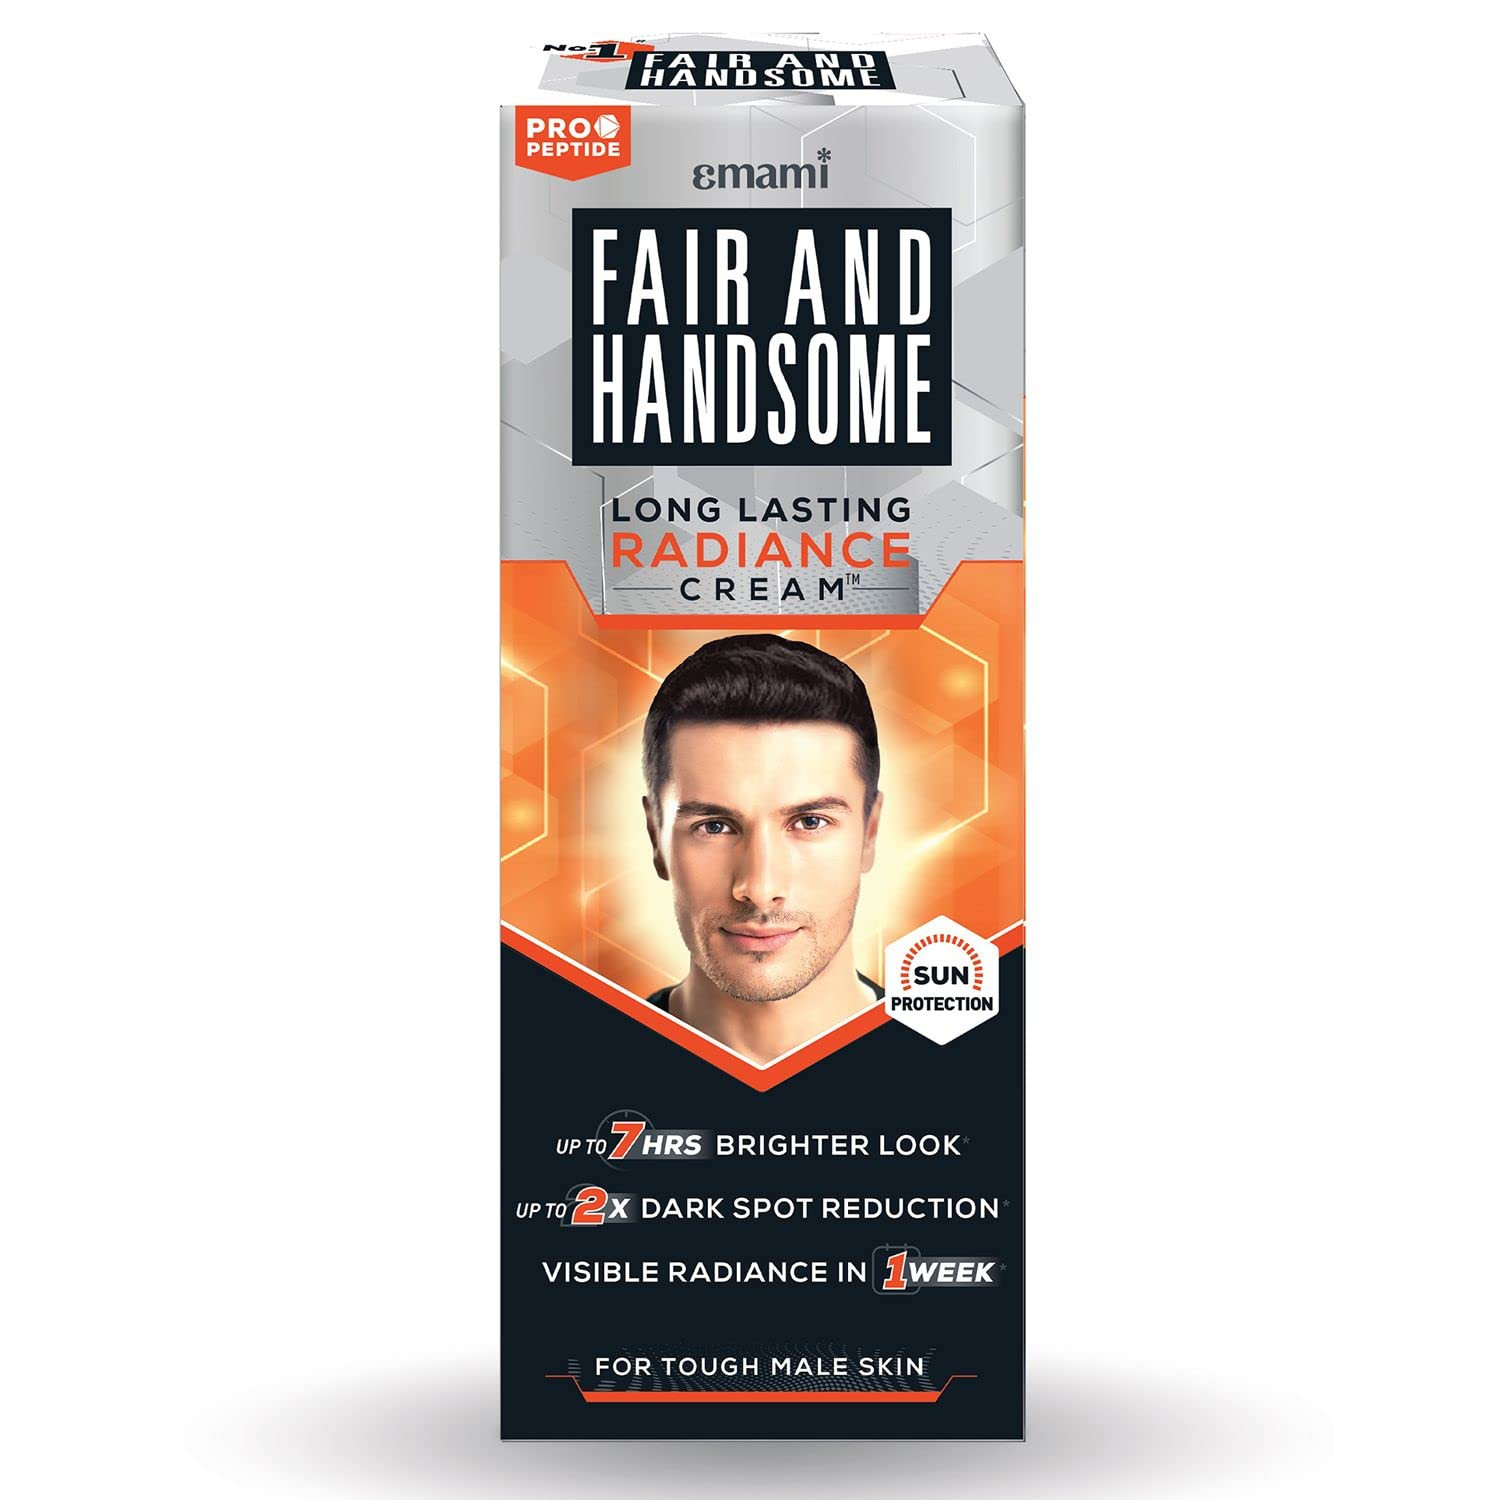 No.1*
FAIR AND
HANDSOME
PRO
PEPTIDE
εmami*
FAIR AND
HANDSOME
LONG LASTING
RADIANCE
CREAM™
SUN
PROTECTION
UP TO 7 HRS BRIGHTER LOOK*
UP TO 2X DARK SPOT REDUCTION*
VISIBLE RADIANCE IN 1 WEEK*
FOR TOUGH MALE SKIN